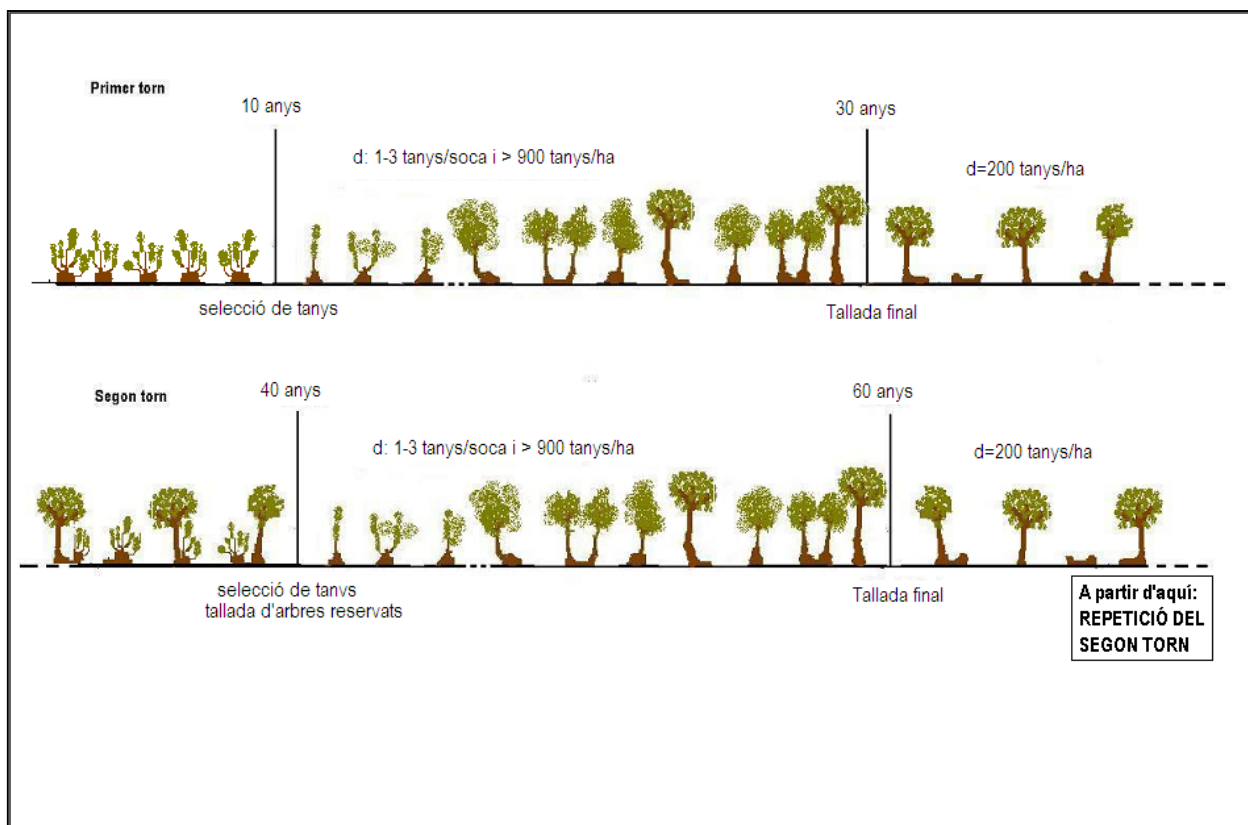 Primer torn
10 anys
30 anys
d: 1-3 tanys/soca i > 900 tanys/ha
d=200 tanys/ha
selecció de tanys
Tallada final
Segon torn
40 anys
60 anys
d: 1-3 tanys/soca i > 900 tanys/ha
d=200 tanys/ha
selecció de tanys
tallada d'arbres reservats
Tallada final
A partir d'aquí:
REPETICIÓ DEL
SEGON TORN